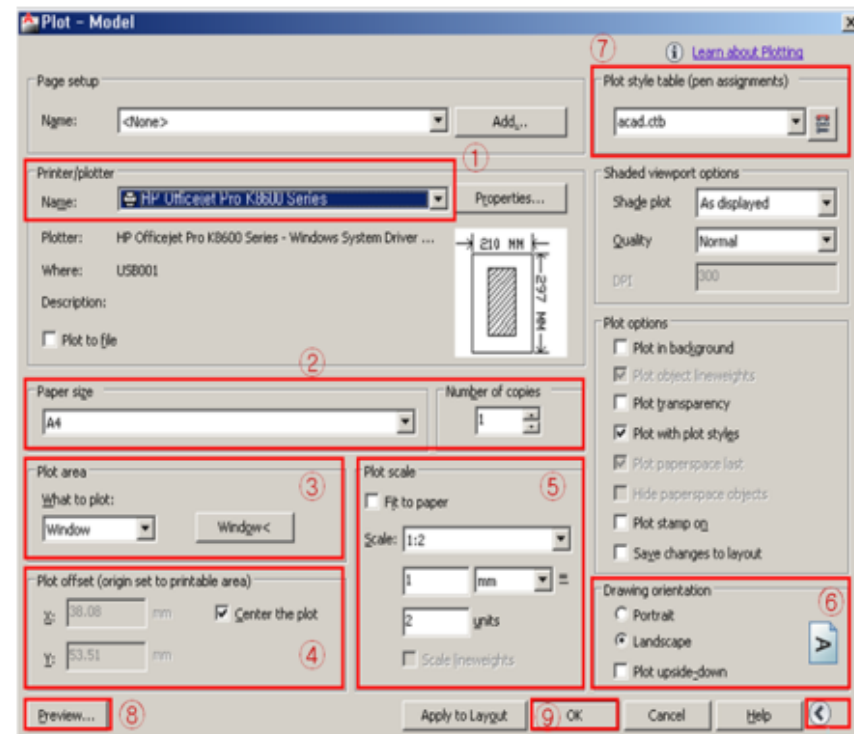 Plot - Model
⑦
Learn about Plotting
Page setup
Name: <None> Add...
Plot style table (pen assignments)
acad.ctb
①
Printer/plotter
Name: HP Officejet Pro K8600 Series Properties...
Plotter: HP Officejet Pro K8600 Series - Windows System Driver ...
Where: USB001
Description:
Plot to file
210 MM
297 MM
Shaded viewport options
Shade plot As displayed
Quality Normal
DPI 300
②
Paper size
A4
Number of copies
1
Plot options
Plot in background
Plot object lineweights
Plot transparency
Plot with plot styles
Plot paperspace last
Hide paperspace objects
Plot stamp on
Save changes to layout
Plot area ③
What to plot:
Window Window<
Plot scale ⑤
Fit to paper
Scale: 1:2
1 mm =
2 units
Scale lineweights
Plot offset (origin set to printable area)
X: 38.08 mm Center the plot
Y: 53.51 mm ④
Drawing orientation ⑥
Portrait
Landscape
Plot upside-down
A
Preview... ⑧ Apply to Layout ⑨ OK Cancel Help